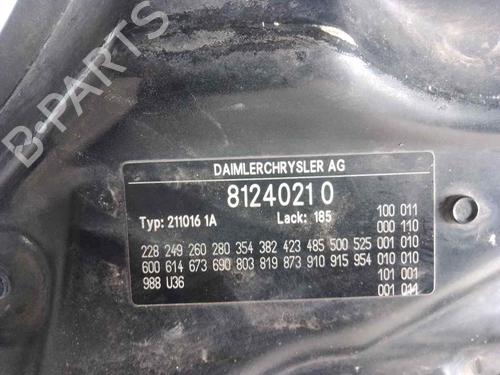 B-PARTS
DAIMLERCHRYSLER AG
81240210
Typ: 211016 1A Lack: 185
100 011
000 110
228 249 260 280 354 382 423 485 500 525 001 010
600 614 673 690 803 819 873 910 915 954 010 010
988 U36 101 001
001 011